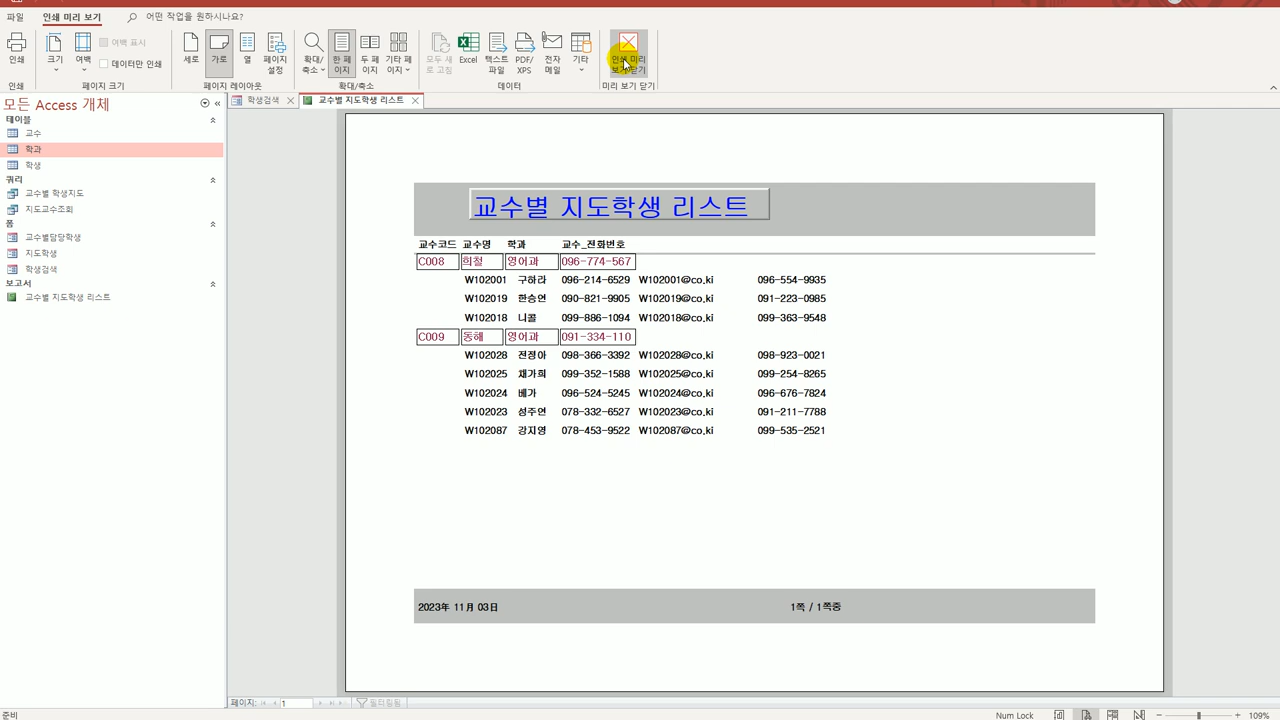 파일 인쇄 미리 보기 어떤 작업을 원하시나요?
인쇄 크기 여백 여백 표시 데이터만 인쇄 세로 가로 열 페이지 설정 확대/축소 한 페이지 두 페이지 기타 페이지 모두 새로 고침 Excel 텍스트 파일 PDF/XPS 전자 메일 기타 인쇄 미리 보기 닫기
인쇄 페이지 크기 페이지 레이아웃 확대/축소 데이터 미리 보기 닫기
모든 Access 개체
테이블
교수
학과
학생
쿼리
교수별 학생지도
지도교수조회
폼
교수별담당학생
지도학생
학생검색
보고서
교수별 지도학생 리스트
학생검색 교수별 지도학생 리스트
교수별 지도학생 리스트
교수코드 교수명 학과 교수_전화번호
C008 희철 영어과 096-774-567
W102001 구하라 096-214-6529 W102001@co.ki 096-554-9935
W102019 한승연 090-821-9905 W102019@co.ki 091-223-0985
W102018 니콜 099-886-1094 W102018@co.ki 099-363-9548
C009 동해 영어과 091-334-110
W102028 전경아 098-366-3392 W102028@co.ki 098-923-0021
W102025 채가희 099-352-1588 W102025@co.ki 099-254-8265
W102024 베가 096-524-5245 W102024@co.ki 096-676-7824
W102023 성주연 078-332-6527 W102023@co.ki 091-211-7788
W102087 강지영 078-453-9522 W102087@co.ki 099-535-2521
2023年 11月 03日 1쪽 / 1쪽중
페이지: 1 필터링됨
준비 Num Lock 109%